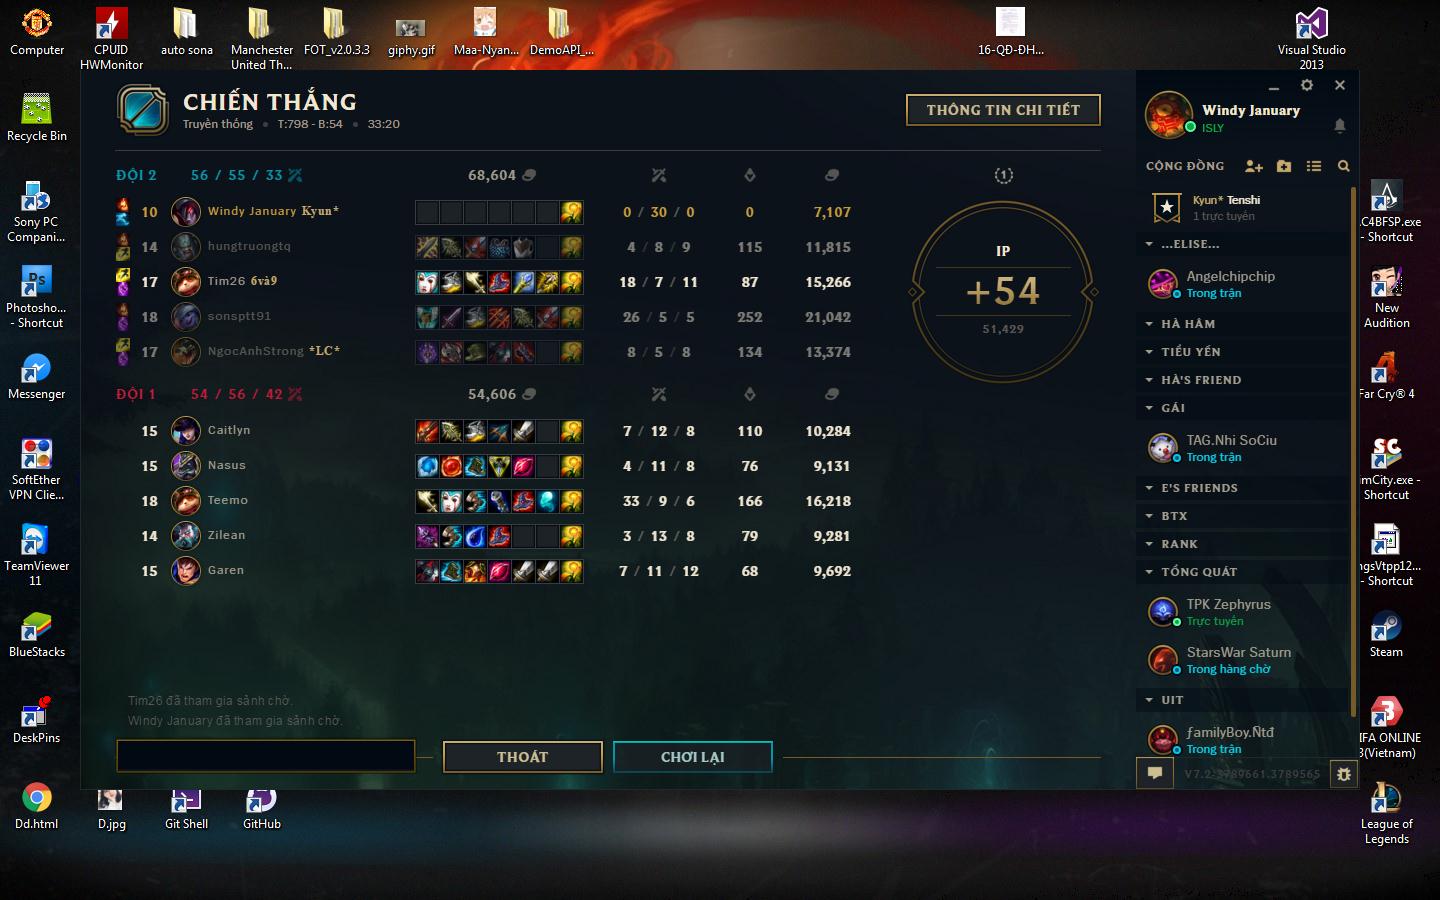 Computer
CPUID HWMonitor
auto sona
Manchester United Th...
FOT_v2.0.3.3
giphy.gif
Maa-Nyan...
DemoAPI_...
16-QĐ-ĐH...
Visual Studio 2013
Recycle Bin
Sony PC Compani...
Photosho... - Shortcut
Messenger
SoftEther VPN Clie...
TeamViewer 11
BlueStacks
DeskPins
Dd.html
D.jpg
Git Shell
GitHub
CHIẾN THẮNG
Truyền thống • T:798 - B:54 • 33:20
THÔNG TIN CHI TIẾT
ĐỘI 2 56 / 55 / 33 68,604
10 Windy January Kyun* 0 / 30 / 0 0 7,107
14 hungtruongtq 4 / 8 / 9 115 11,815
17 Tim26 6và9 18 / 7 / 11 87 15,266
18 sonsptt91 26 / 5 / 5 252 21,042
17 NgocAnhStrong *LC* 8 / 5 / 8 134 13,374
1
IP
+54
51,429
ĐỘI 1 54 / 56 / 42 54,606
15 Caitlyn 7 / 12 / 8 110 10,284
15 Nasus 4 / 11 / 8 76 9,131
18 Teemo 33 / 9 / 6 166 16,218
14 Zilean 3 / 13 / 8 79 9,281
15 Garen 7 / 11 / 12 68 9,692
Tim26 đã tham gia sảnh chờ.
Windy January đã tham gia sảnh chờ.
THOÁT
CHƠI LẠI
Windy January
ISLY
CỘNG ĐỒNG
Kyun* Tenshi
1 trực tuyến
...ELISE...
Angelchipchip
Trong trận
HÀ HÂM
TIỂU YẾN
HÀ'S FRIEND
GÁI
TAG.Nhi SoCiu
Trong trận
E'S FRIENDS
BTX
RANK
TỔNG QUÁT
TPK Zephyrus
Trực tuyến
StarsWar Saturn
Trong hàng chờ
UIT
ƒamilyBoy.Ñtđ
Trong trận
V7.2-3789661.3789565
.C4BFSP.exe - Shortcut
New Audition
Far Cry® 4
SC
imCity.exe - Shortcut
ngsVtpp12... - Shortcut
Steam
IFA ONLINE 3(Vietnam)
League of Legends